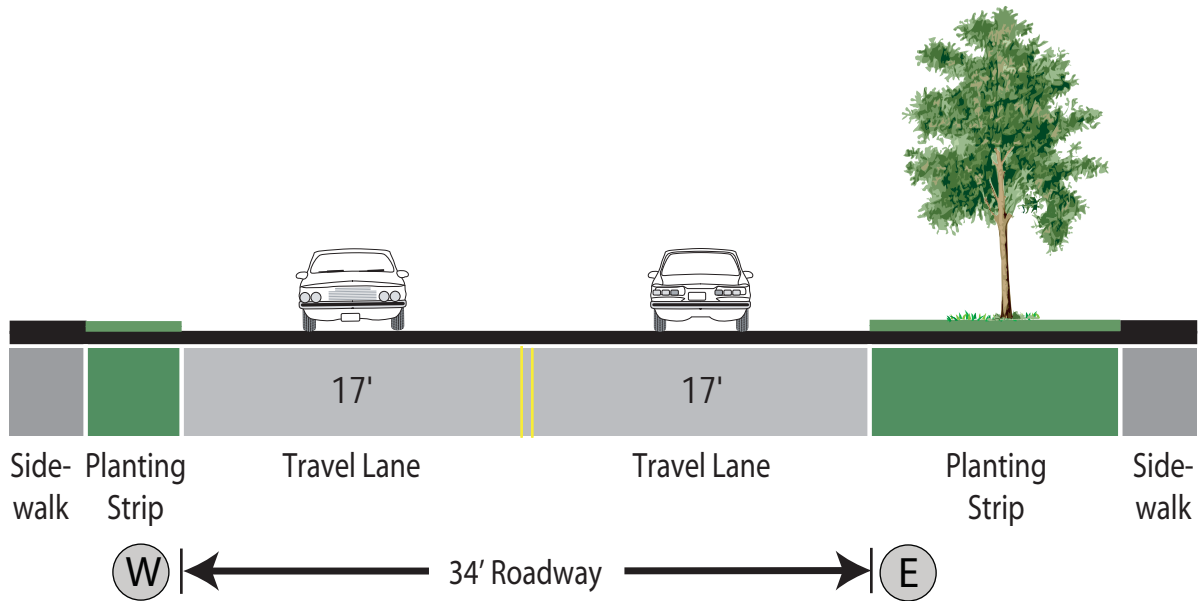 17'
17'
Side-
walk
Planting
Strip
Travel Lane
Travel Lane
Planting
Strip
Side-
walk
W
34’ Roadway
E